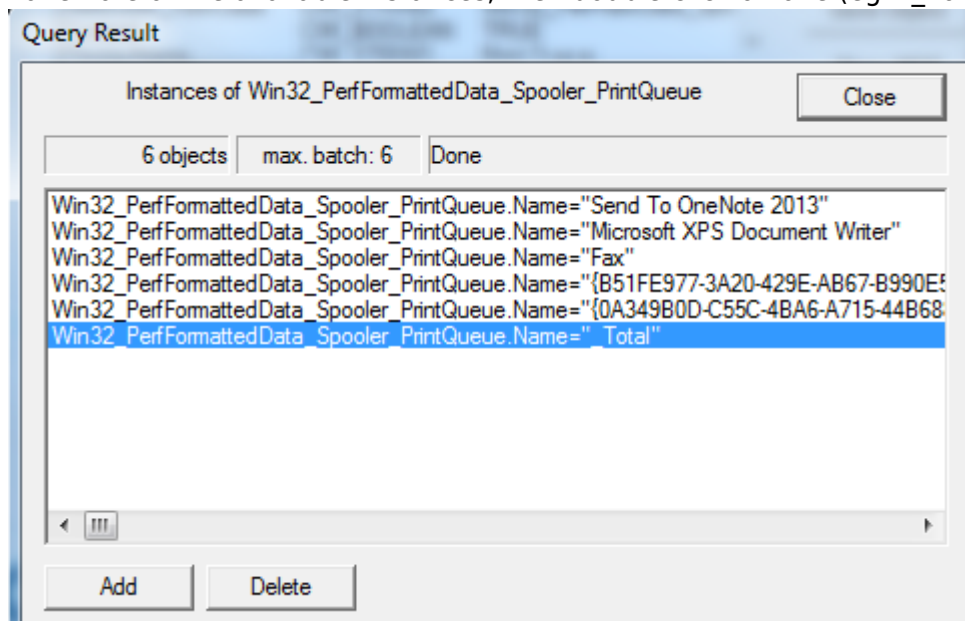 Query Result
Instances of Win32_PerfFormattedData_Spooler_PrintQueue
Close
6 objects max. batch: 6 Done
Win32_PerfFormattedData_Spooler_PrintQueue.Name="Send To OneNote 2013"
Win32_PerfFormattedData_Spooler_PrintQueue.Name="Microsoft XPS Document Writer"
Win32_PerfFormattedData_Spooler_PrintQueue.Name="Fax"
Win32_PerfFormattedData_Spooler_PrintQueue.Name="{B51FE977-3A20-429E-AB67-B990E5
Win32_PerfFormattedData_Spooler_PrintQueue.Name="{0A349B0D-C55C-4BA6-A715-44B68
Win32_PerfFormattedData_Spooler_PrintQueue.Name="_Total"
Add Delete